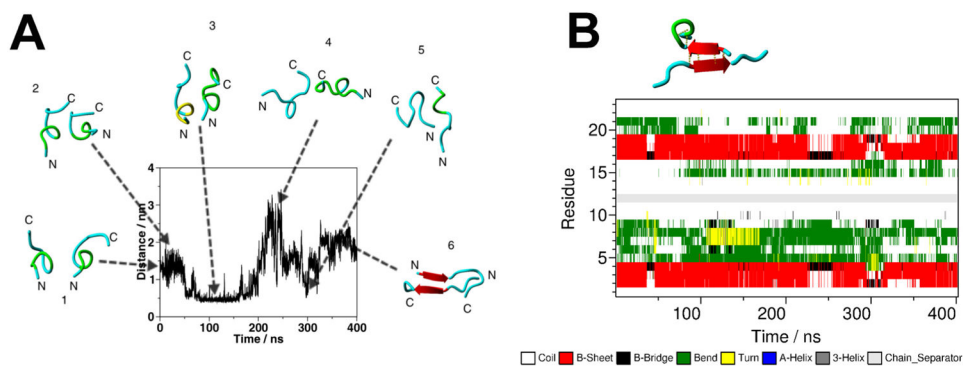 A
B
3
4
5
2
C
C
C
C
C
C
C
C
C
N
N
N
N
N
N
N
N
C
C
N
N
1
4
3
2
1
0
Distance / nm
0
100
200
300
400
Time / ns
6
N
C
C
20
15
10
5
Residue
100
200
300
400
Time / ns
Coil
B-Sheet
B-Bridge
Bend
Turn
A-Helix
3-Helix
Chain_Separator